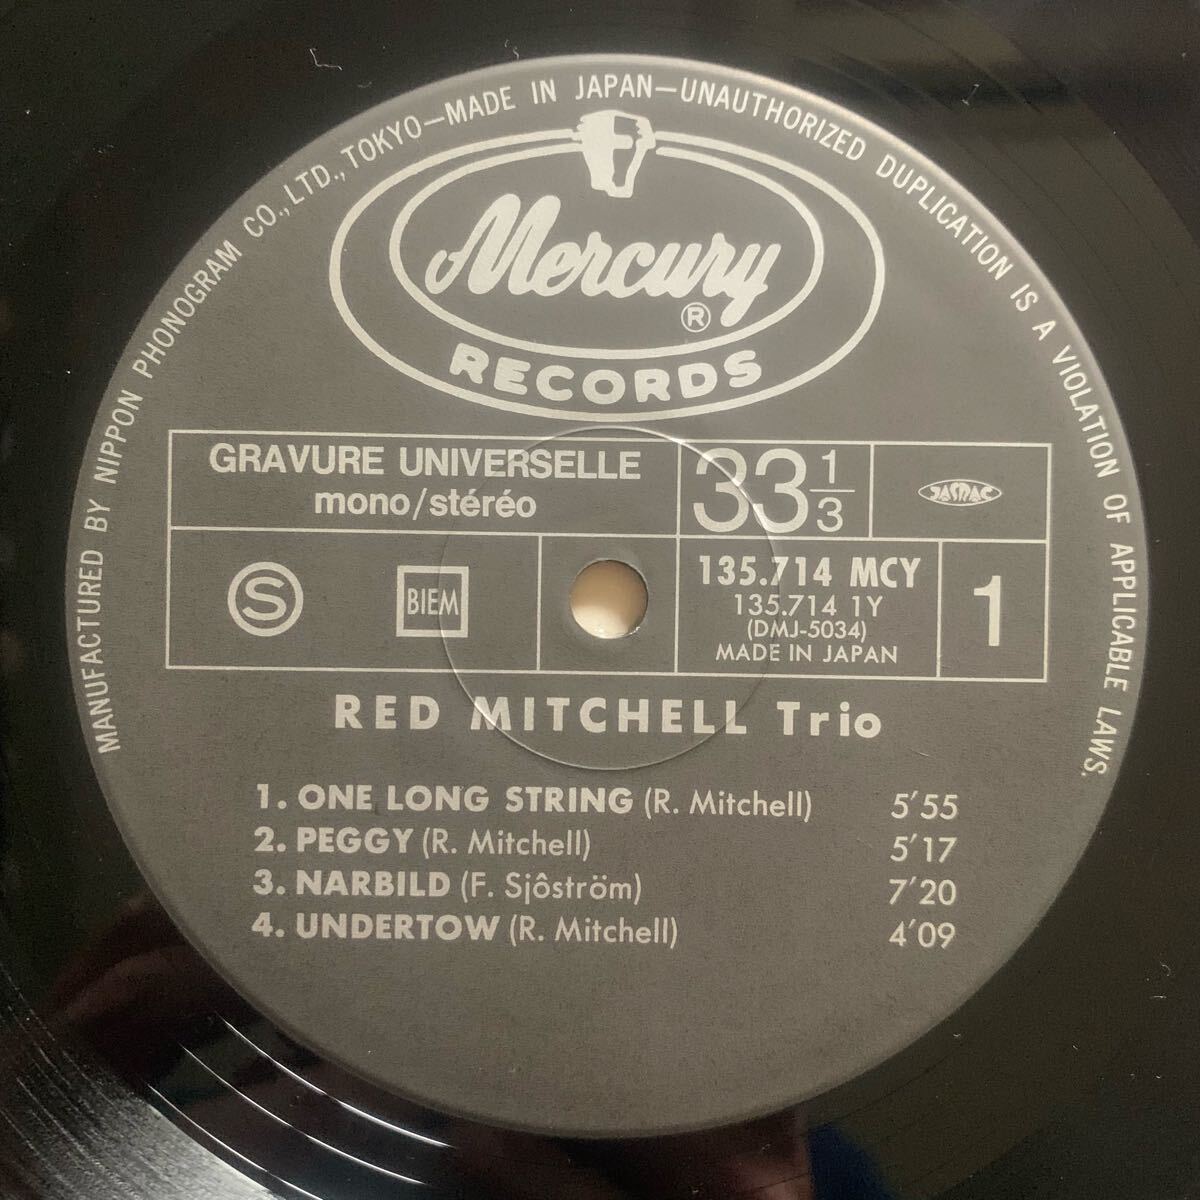 MANUFACTURED BY NIPPON PHONOGRAM CO., LTD., TOKYO—MADE IN JAPAN—UNAUTHORIZED DUPLICATION IS A VIOLATION OF APPLICABLE LAWS.
Mercury
®
RECORDS
GRAVURE UNIVERSELLE
mono/stéréo
33 1/3
JASRAC
S
BIEM
135.714 MCY
135.714 1Y
(DMJ-5034)
MADE IN JAPAN
1
RED MITCHELL Trio
1. ONE LONG STRING (R. Mitchell) 5'55
2. PEGGY (R. Mitchell) 5'17
3. NARBILD (F. Sjôström) 7'20
4. UNDERTOW (R. Mitchell) 4'09